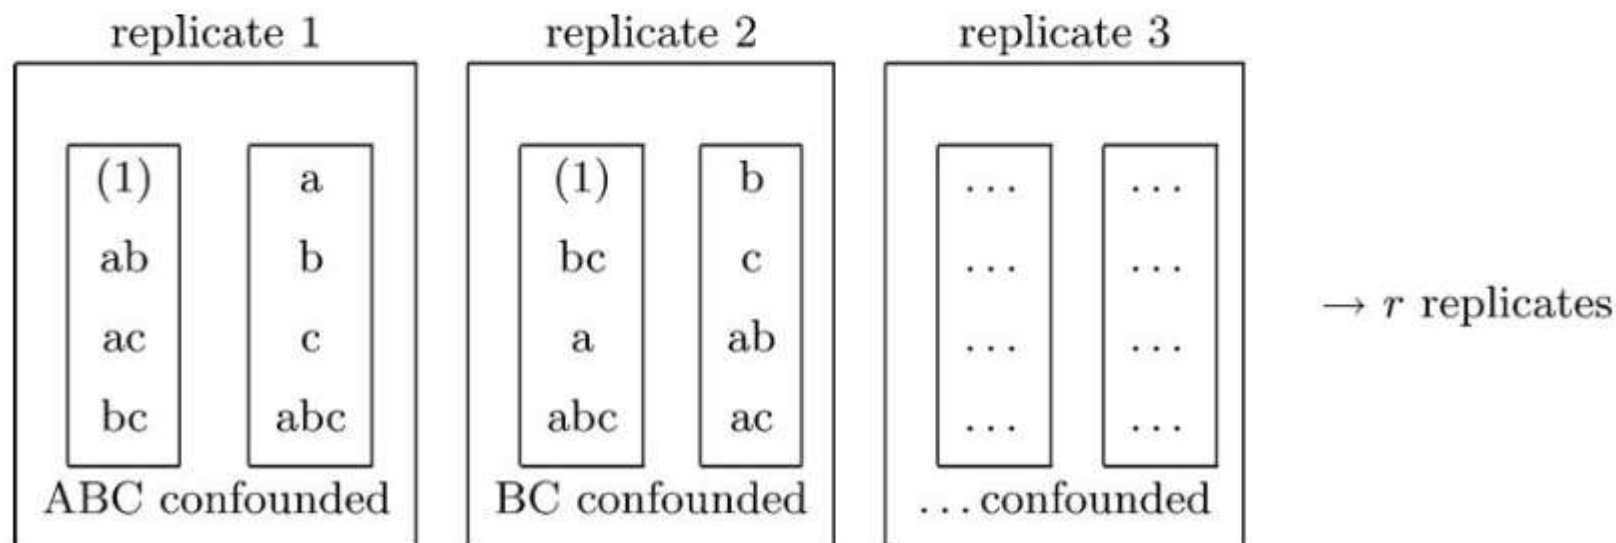 replicate 1 replicate 2 replicate 3
(1) a (1) b ... ...
ab b bc c ... ...
→ r replicates
ac c a ab ... ...
bc abc abc ac ... ...
ABC confounded BC confounded ...confounded